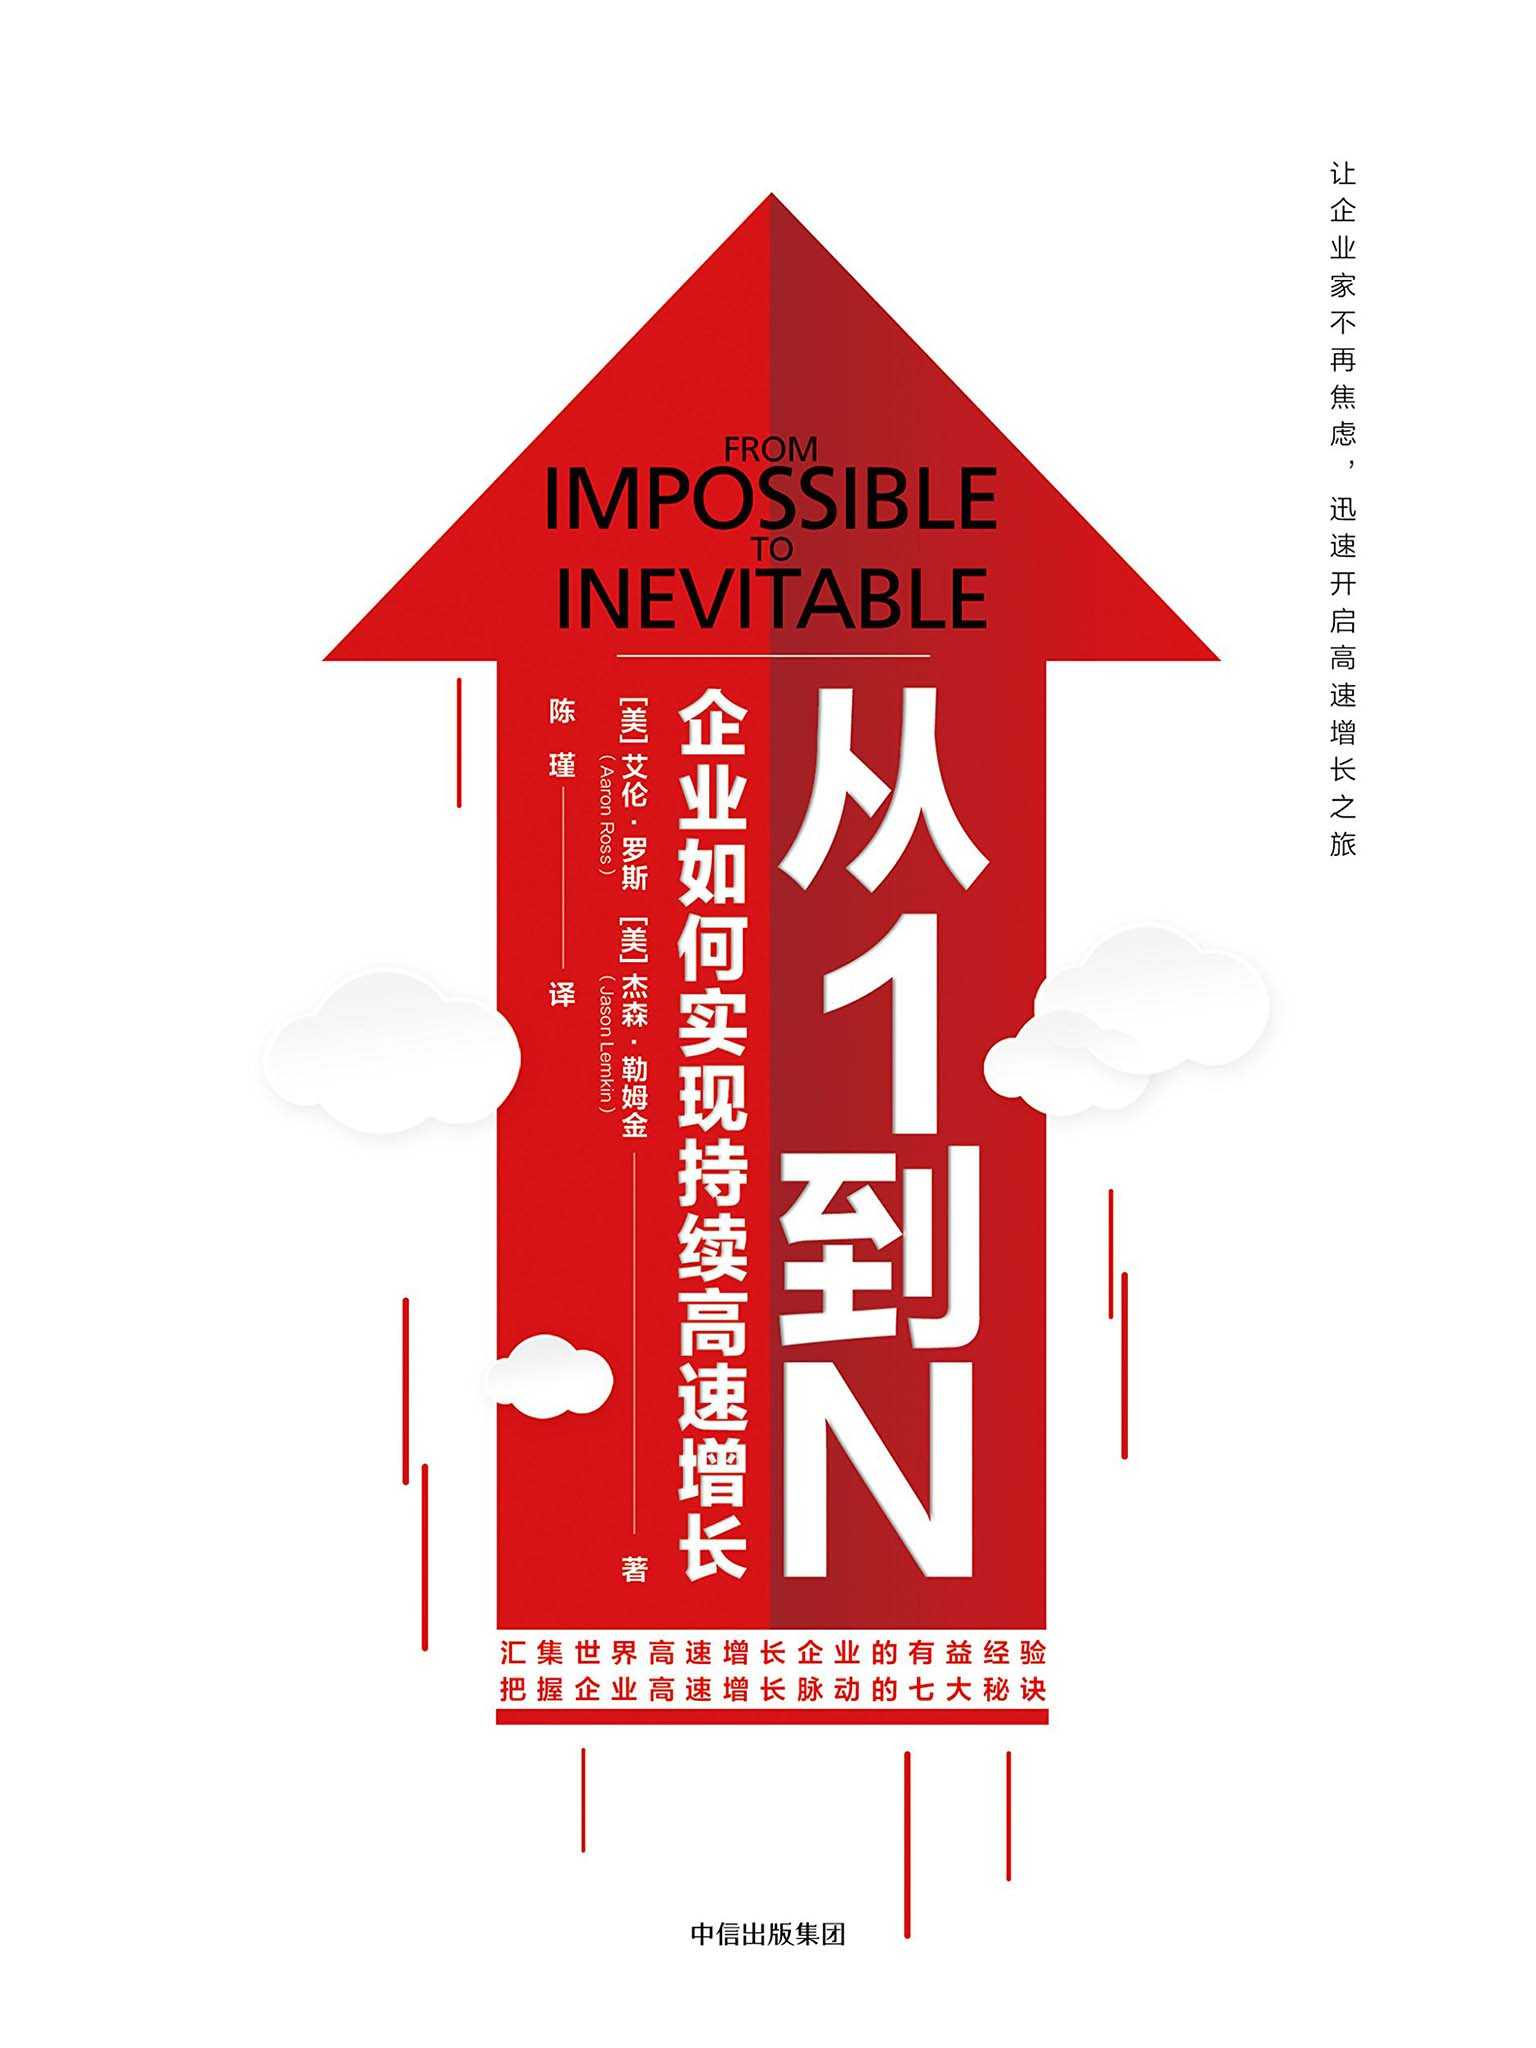 让企业家不再焦虑，迅速开启高速增长之旅
FROM
IMPOSSIBLE
TO
INEVITABLE
从1到N
企业如何实现持续高速增长
[美]艾伦·罗斯 [美]杰森·勒姆金 著
(Aaron Ross) (Jason Lemkin)
陈瑾 译
汇集世界高速增长企业的有益经验
把握企业高速增长脉动的七大秘诀
中信出版集团